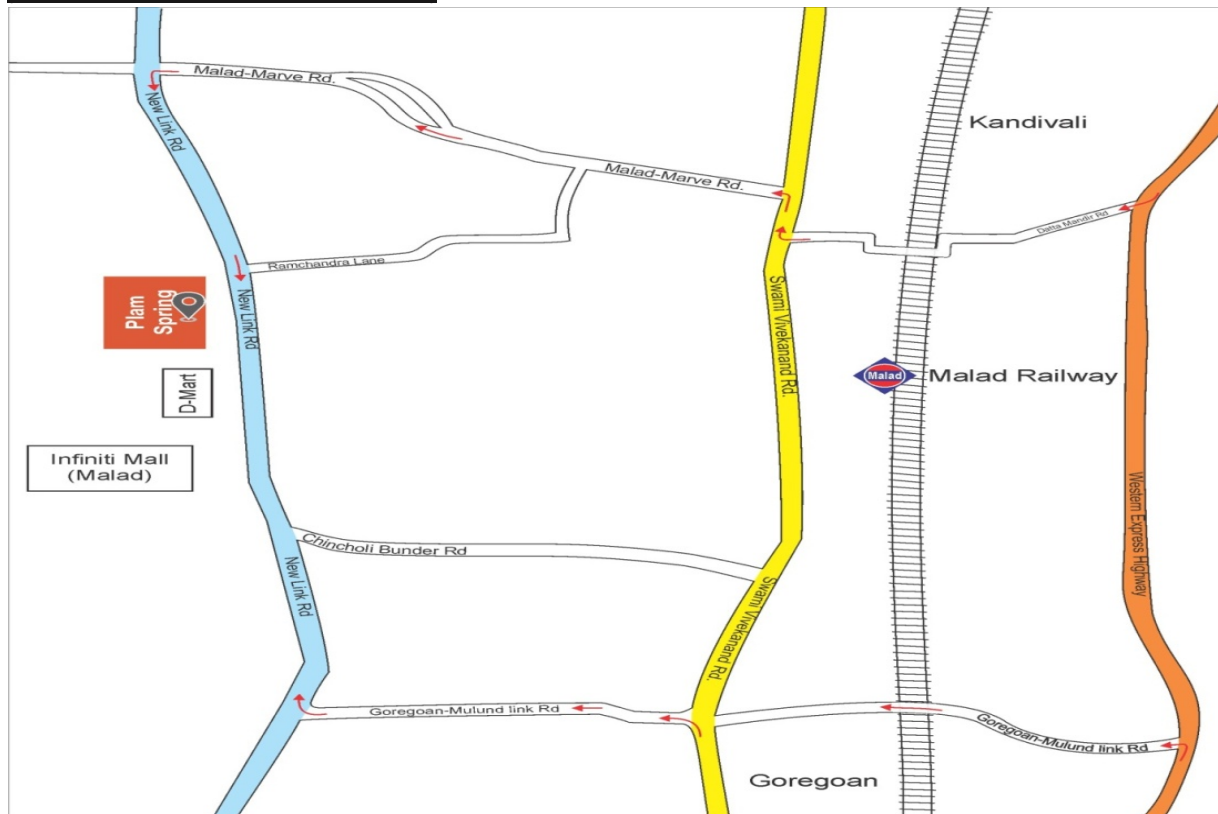 Malad-Marve Rd.
New Link Rd
Kandivali
Malad-Marve Rd.
Datta Mandir Rd
Ramchandra Lane
Plam
Spring
New Link Rd
Swami Vivekanand Rd.
D-Mart
Malad
Malad Railway
Infiniti Mall
(Malad)
Western Express Highway
Chincholi Bunder Rd
New Link Rd
Swami Vivekanand Rd.
Goregoan-Mulund link Rd
Goregoan-Mulund link Rd
Goregoan